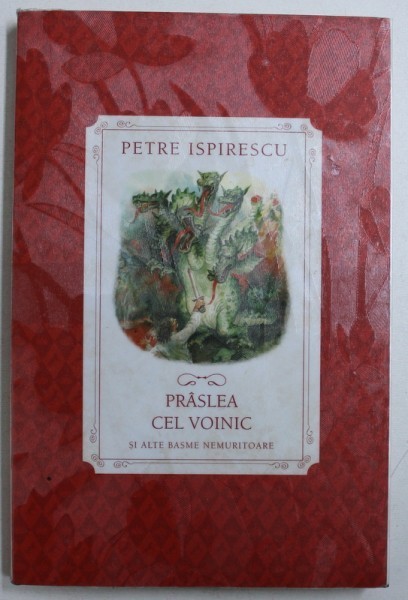 PETRE ISPIRESCU
PRÂSLEA
CEL VOINIC
ȘI ALTE BASME NEMURITOARE